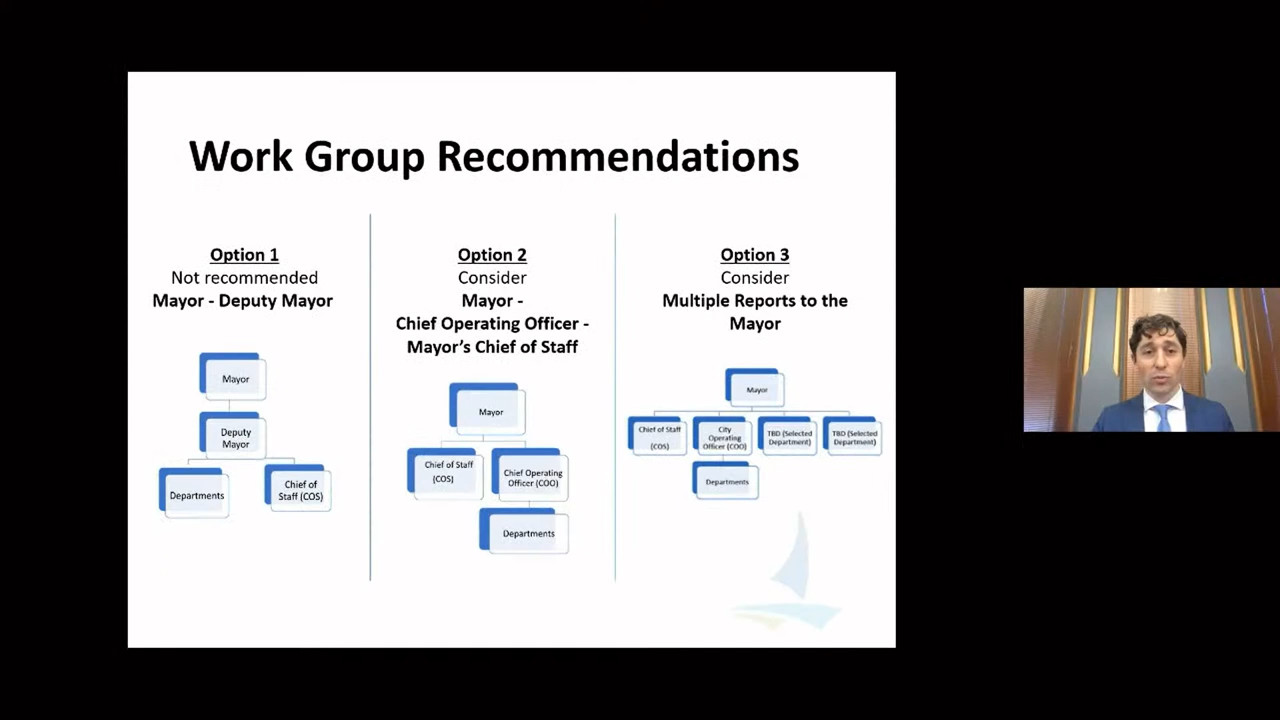 Work Group Recommendations
Option 1
Not recommended
Mayor - Deputy Mayor
Mayor
Deputy
Mayor
Departments
Chief of
Staff (COS)
Option 2
Consider
Mayor -
Chief Operating Officer -
Mayor's Chief of Staff
Mayor
Chief of Staff
(COS)
Chief Operating
Officer (COO)
Departments
Option 3
Consider
Multiple Reports to the
Mayor
Mayor
Chief of Staff
(COS)
City
Operating
Officer (COO)
TBD (Selected
Department)
TBD (Selected
Department)
Departments